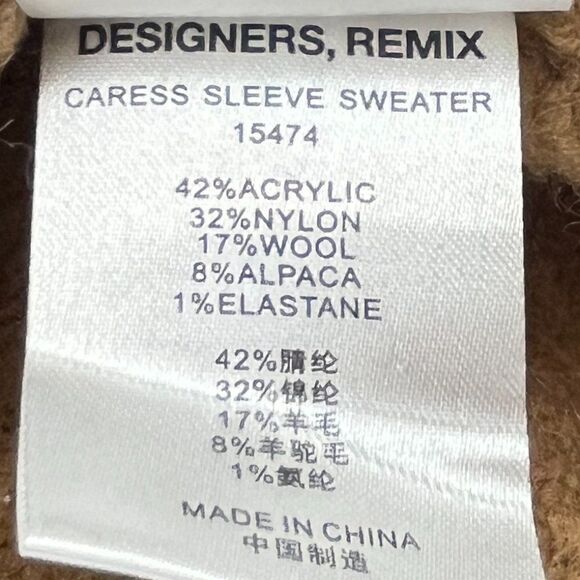 DESIGNERS, REMIX
CARESS SLEEVE SWEATER
15474
42%ACRYLIC
32%NYLON
17%WOOL
8%ALPACA
1%ELASTANE
42%腈纶
32%锦纶
17%羊毛
8%羊驼毛
1%氨纶
MADE IN CHINA
中国制造